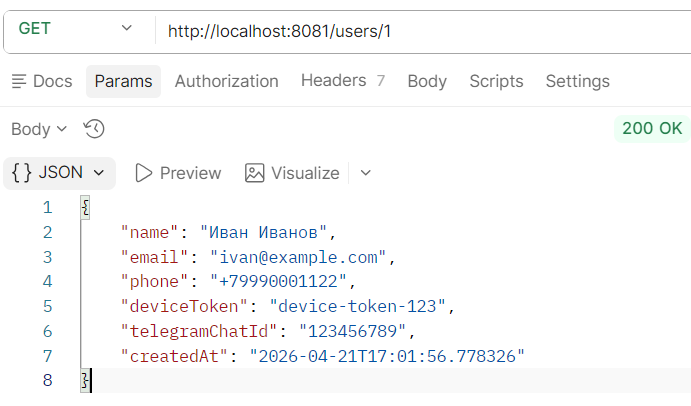 GET http://localhost:8081/users/1
Docs Params Authorization Headers 7 Body Scripts Settings
Body 200 OK
{} JSON Preview Visualize
1 {
2 "name": "Иван Иванов",
3 "email": "ivan@example.com",
4 "phone": "+79990001122",
5 "deviceToken": "device-token-123",
6 "telegramChatId": "123456789",
7 "createdAt": "2026-04-21T17:01:56.778326"
8 }